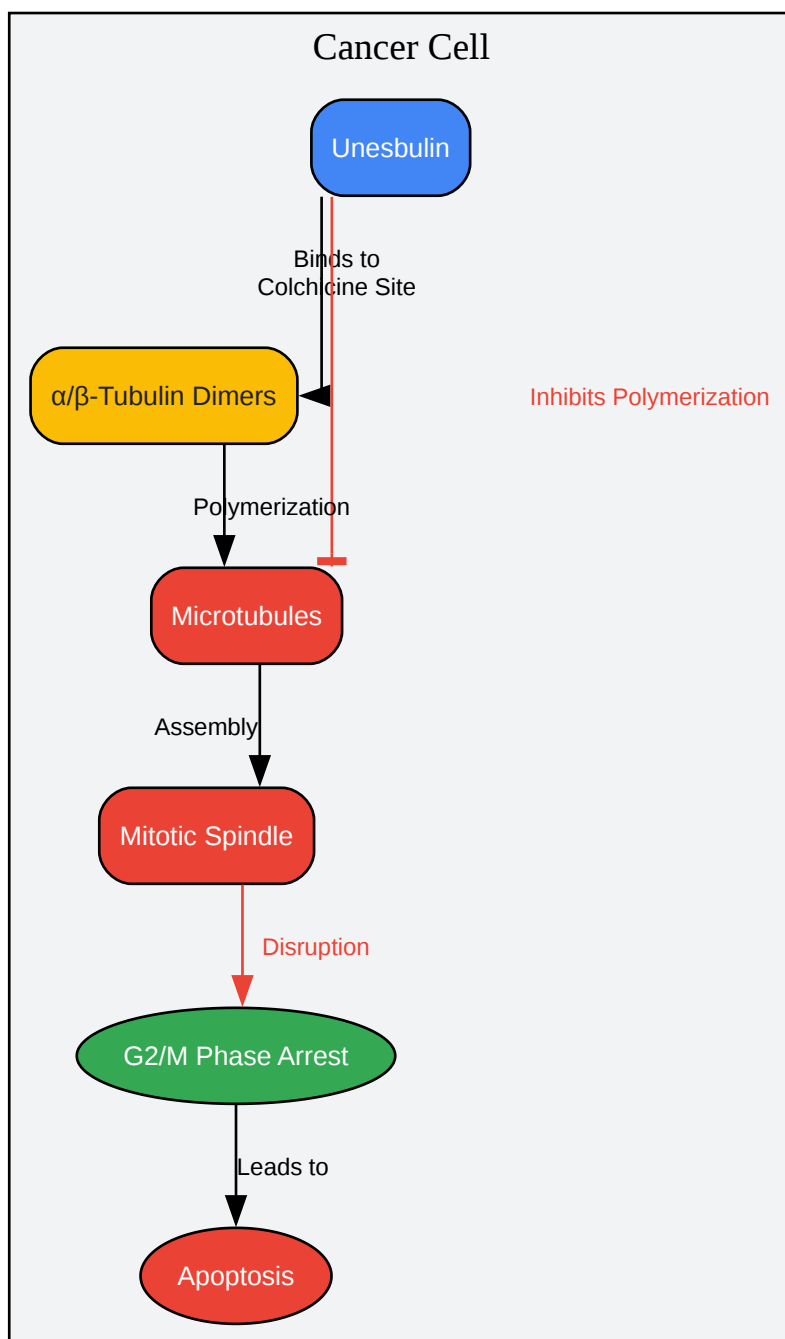 Cancer Cell
Unesbulin
Binds to
Colchicine Site
α/β-Tubulin Dimers
Inhibits Polymerization
Polymerization
Microtubules
Assembly
Mitotic Spindle
Disruption
G2/M Phase Arrest
Leads to
Apoptosis